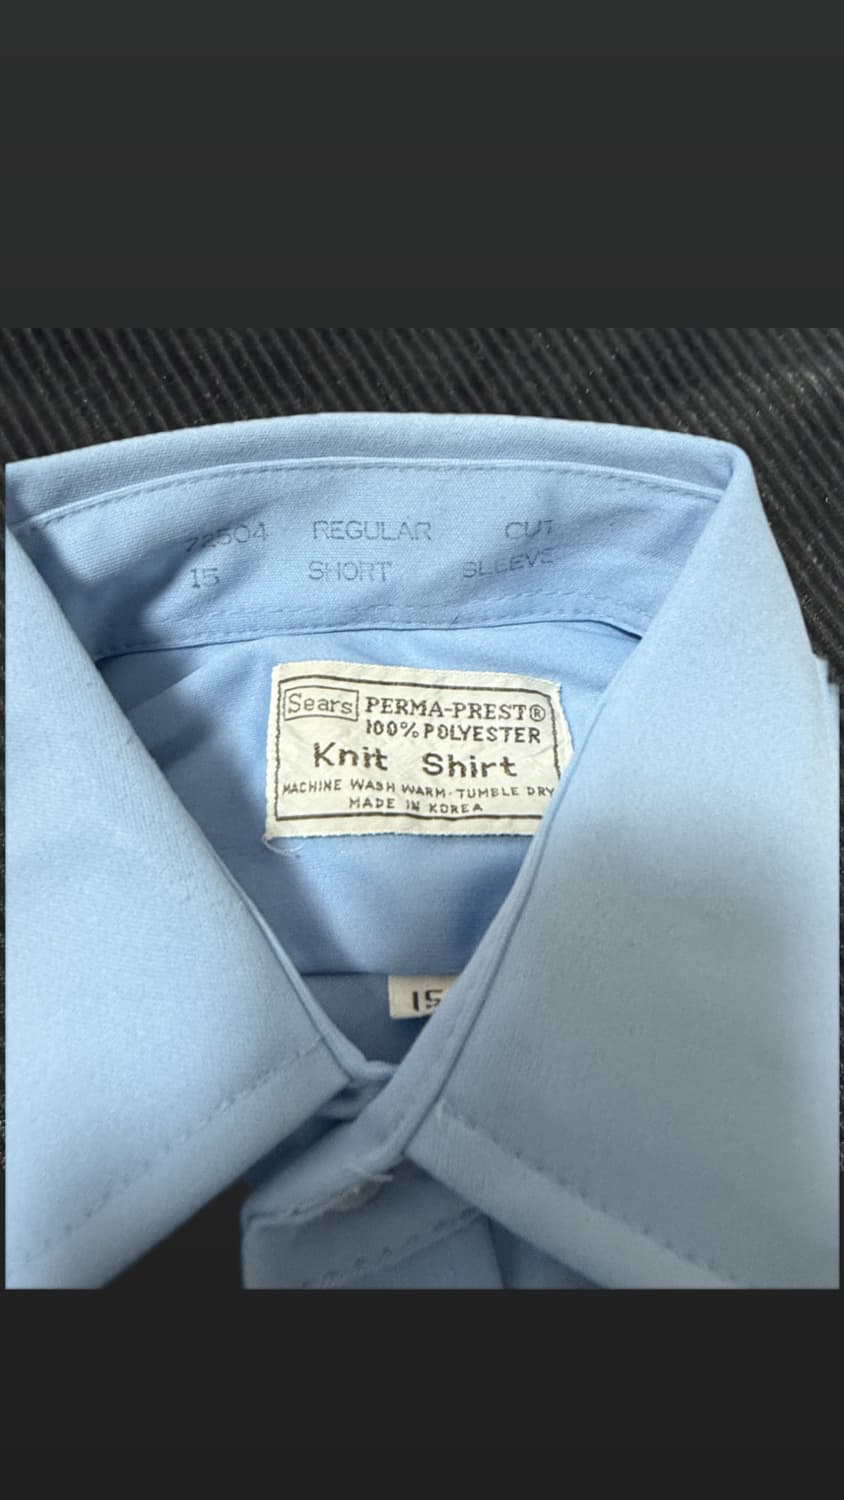 72504 REGULAR CUT
15 SHORT SLEEVE
Sears PERMA-PREST®
100% POLYESTER
Knit Shirt
MACHINE WASH WARM·TUMBLE DRY
MADE IN KOREA
15